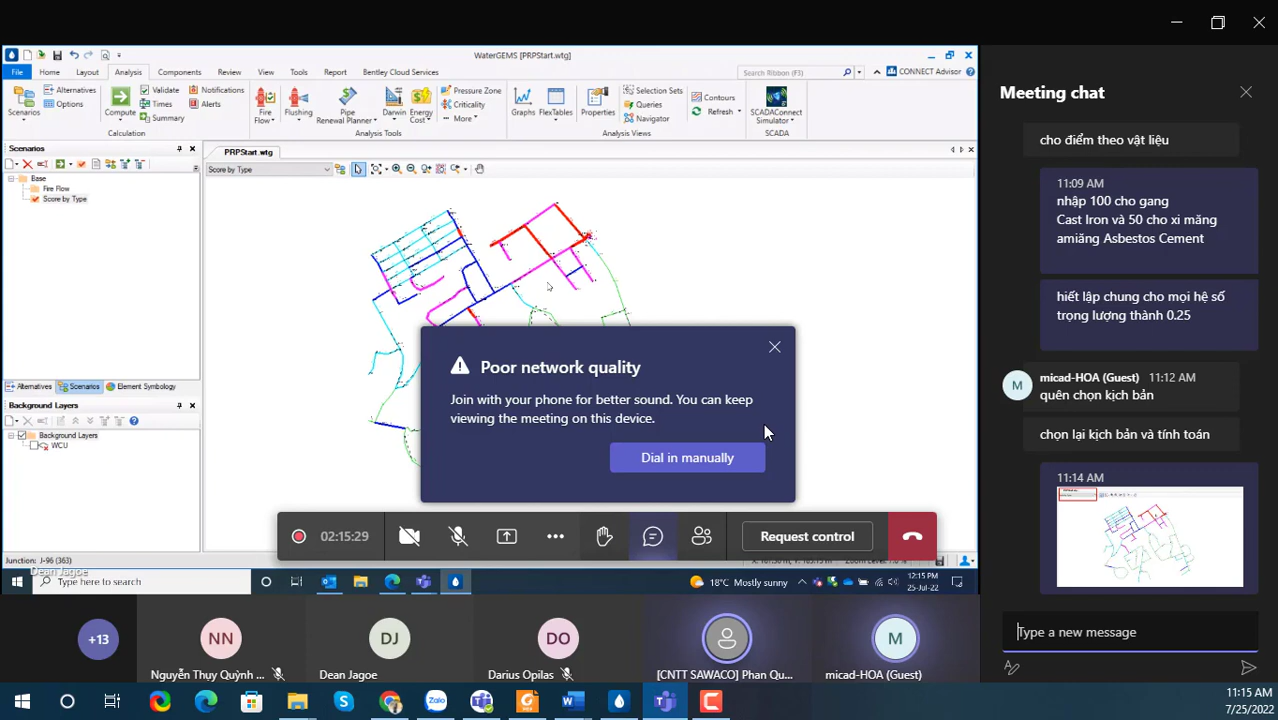 WaterGEMS [PRPStart.wtg]
File Home Layout Analysis Components Review View Tools Report Bentley Cloud Services
Search Ribbon (F3)
CONNECT Advisor
Scenarios
Alternatives
Options
Compute
Validate
Times
Summary
Notifications
Alerts
Calculation
Fire Flow
Flushing
Pipe Renewal Planner
Darwin
Energy Cost
Pressure Zone
Criticality
More
Analysis Tools
Graphs
FlexTables
Properties
Selection Sets
Queries
Navigator
Contours
Refresh
Analysis Views
SCADAConnect Simulator
SCADA
Scenarios
Base
Fire Flow
Score by Type
Alternatives
Scenarios
Element Symbology
Background Layers
Background Layers
WCU
PRPStart.wtg
Score by Type
Junction: J-96 (363)
Poor network quality
Join with your phone for better sound. You can keep
viewing the meeting on this device.
Dial in manually
02:15:29
Request control
Dean Jagoe
Type here to search
18°C Mostly sunny
12:15 PM
25-Jul-22
+13
NN
Nguyễn Thuy Quỳnh ...
DJ
Dean Jagoe
DO
Darius Opilas
[CNTT SAWACO] Phan Qu...
M
micad-HOA (Guest)
Meeting chat
cho điểm theo vật liệu
11:09 AM
nhập 100 cho gang
Cast Iron và 50 cho xi măng
amiăng Asbestos Cement
hiết lập chung cho mọi hệ số
trọng lượng thành 0.25
M
micad-HOA (Guest) 11:12 AM
quên chọn kịch bản
chọn lại kịch bản và tính toán
11:14 AM
Type a new message
Zalo
11:15 AM
7/25/2022